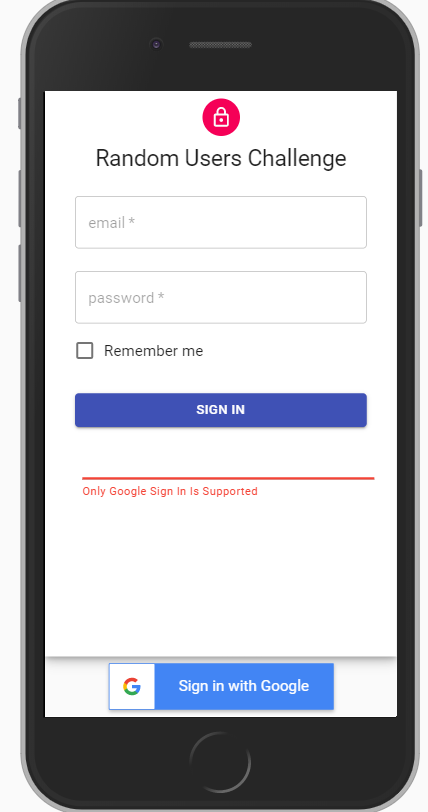 Random Users Challenge
email *
password *
Remember me
SIGN IN
Only Google Sign In Is Supported
Sign in with Google